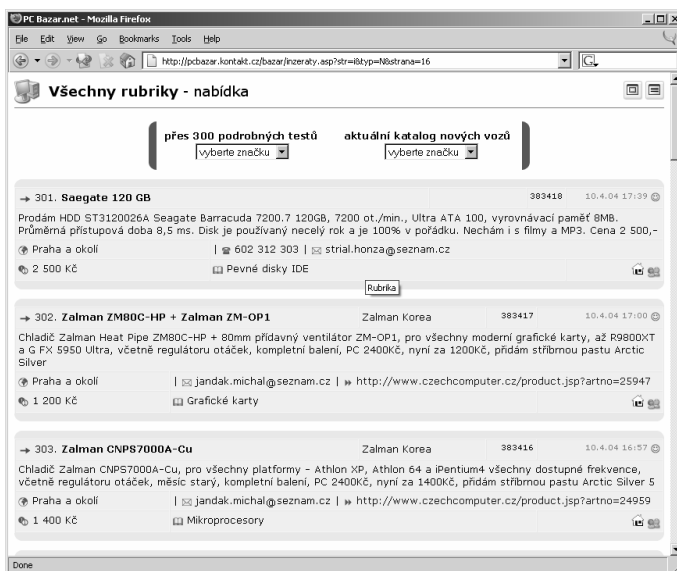 PC Bazar.net - Mozilla Firefox
File Edit View Go Bookmarks Tools Help
http://pcbazar.kontakt.cz/bazar/inzeraty.asp?str=i&typ=N&strana=16
Všechny rubriky - nabídka
přes 300 podrobných testů aktuální katalog nových vozů
vyberte značku vyberte značku
301. Saegate 120 GB 383418 10.4.04 17:39
Prodám HDD ST3120026A Seagate Barracuda 7200.7 120GB, 7200 ot./min., Ultra ATA 100, vyrovnávací paměť 8MB.
Průměrná přístupová doba 8,5 ms. Disk je používaný necelý rok a je 100% v pořádku. Nechám i s filmy a MP3. Cena 2 500,-
Praha a okolí | 602 312 303 | strial.honza@seznam.cz
2 500 Kč Pevné disky IDE
Rubrika
302. Zalman ZM80C-HP + Zalman ZM-OP1 Zalman Korea 383417 10.4.04 17:00
Chladič Zalman Heat Pipe ZM80C-HP + 80mm přídavný ventilátor ZM-OP1, pro všechny moderní grafické karty, až R9800XT
a G FX 5950 Ultra, včetně regulátoru otáček, kompletní balení, PC 2400Kč, nyní za 1200Kč, přidám stříbrnou pastu Arctic
Silver
Praha a okolí | jandak.michal@seznam.cz | http://www.czechcomputer.cz/product.jsp?artno=25947
1 200 Kč Grafické karty
303. Zalman CNPS7000A-Cu Zalman Korea 383416 10.4.04 16:57
Chladič Zalman CNPS7000A-Cu, pro všechny platformy - Athlon XP, Athlon 64 a iPentium4 všechny dostupné frekvence,
včetně regulátoru otáček, měsíc starý, kompletní balení, PC 2400Kč, nyní za 1400Kč, přidám stříbrnou pastu Arctic Silver 5
Praha a okolí | jandak.michal@seznam.cz | http://www.czechcomputer.cz/product.jsp?artno=24959
1 400 Kč Mikroprocesory
Done